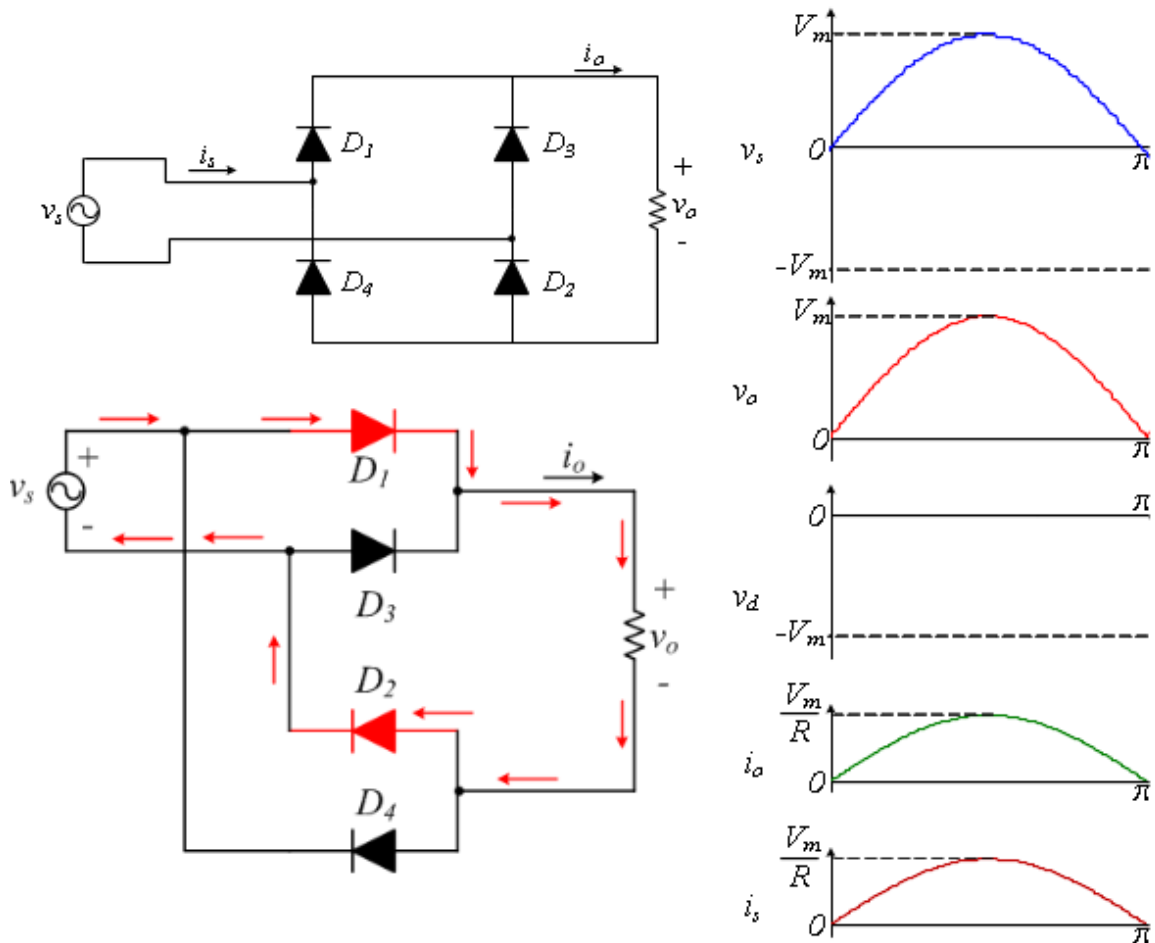 i_o
i_s
D_1
D_3
v_s
+
v_o
-
D_4
D_2
+
v_s
-
D_1
i_o
D_3
+
v_o
-
D_2
D_4
V_m
v_s
0
π
-V_m
V_m
v_o
0
π
0
π
v_d
-V_m
V_m
R
i_o
0
π
V_m
R
i_s
0
π